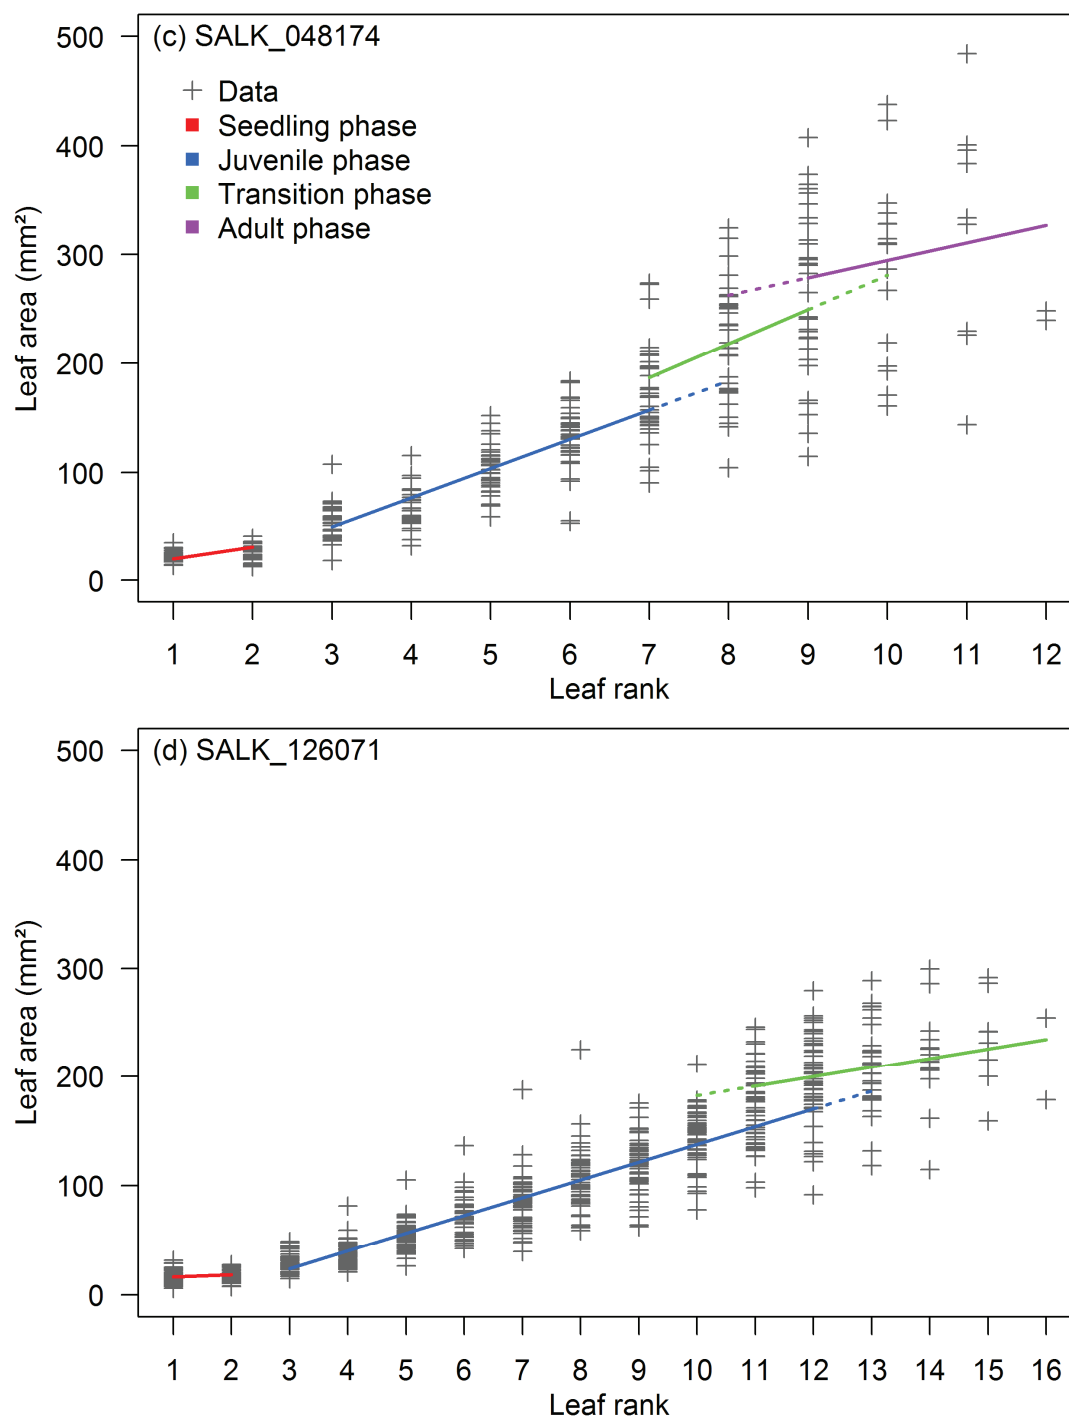 (c) SALK_048174
Data
Seedling phase
Juvenile phase
Transition phase
Adult phase
500
400
300
200
100
0
Leaf area (mm²)
1 2 3 4 5 6 7 8 9 10 11 12
Leaf rank
(d) SALK_126071
500
400
300
200
100
0
Leaf area (mm²)
1 2 3 4 5 6 7 8 9 10 11 12 13 14 15 16
Leaf rank